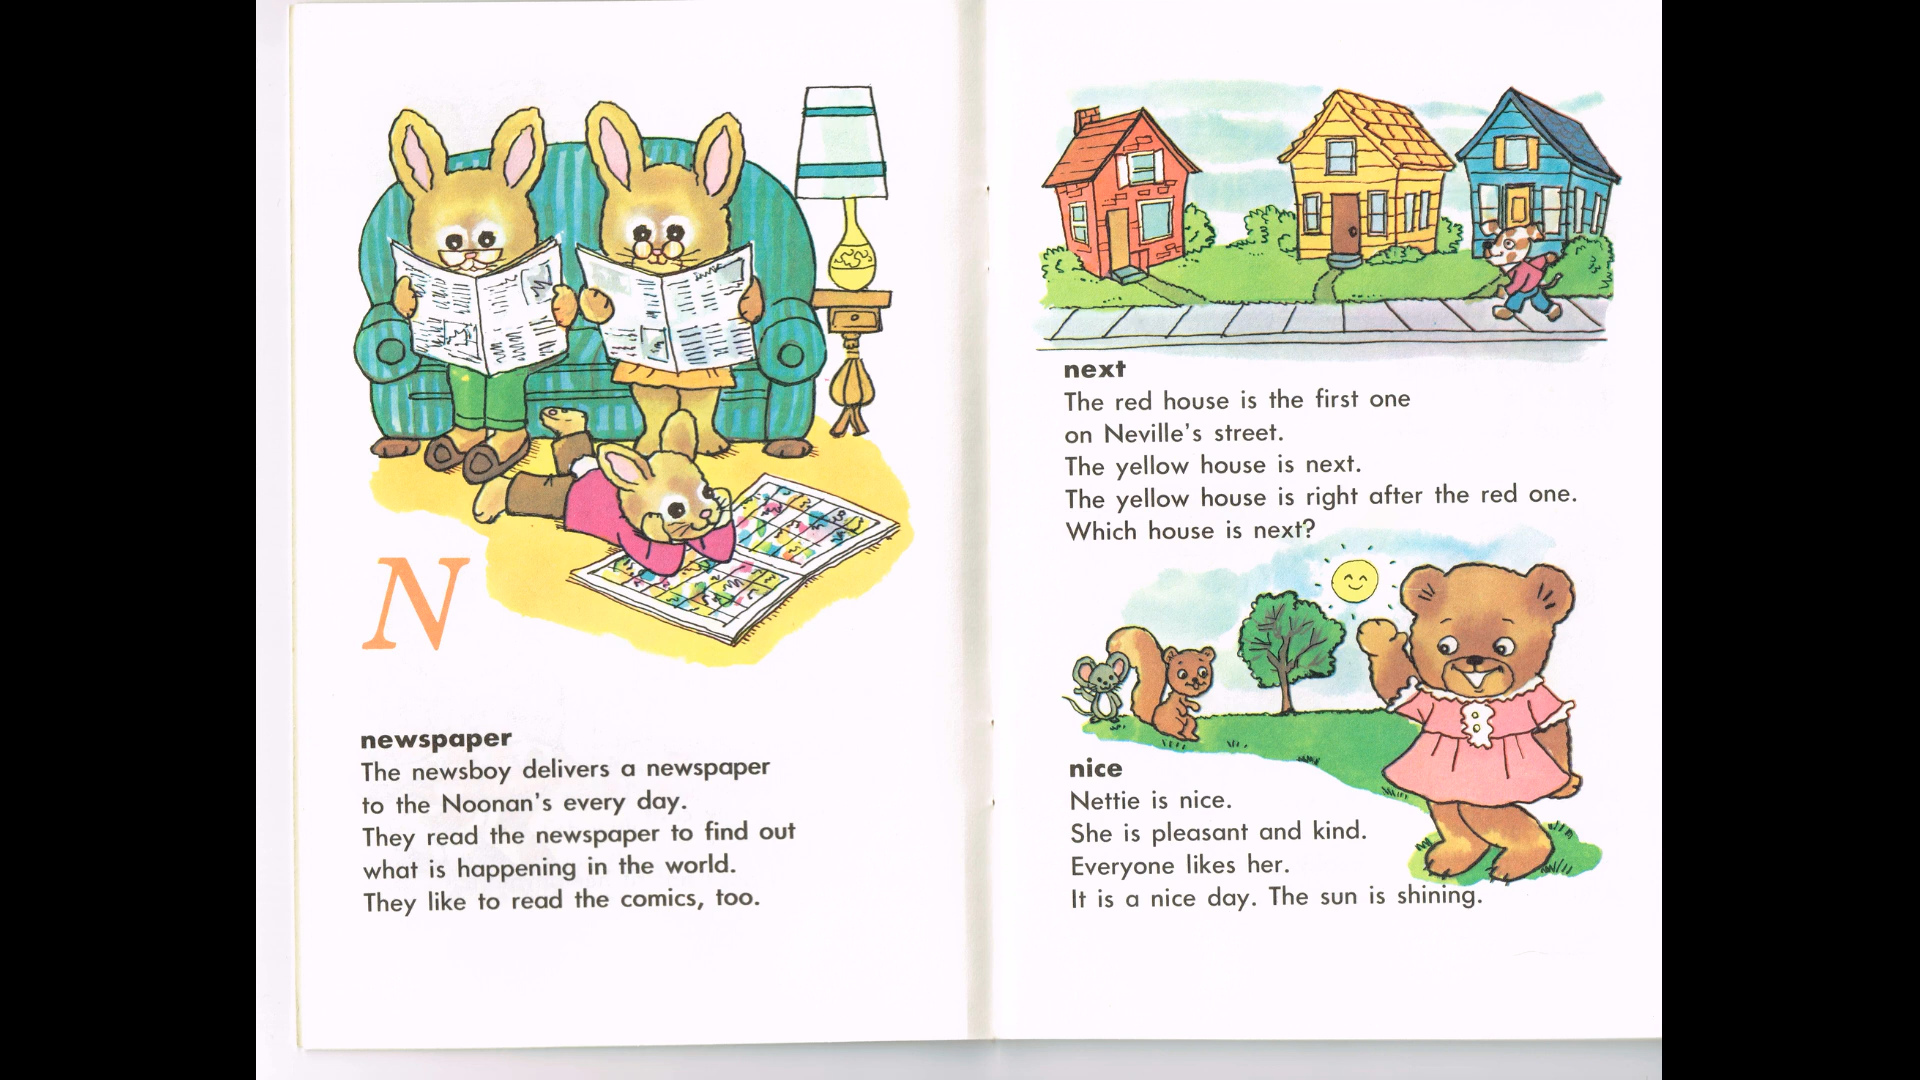 N
newspaper
The newsboy delivers a newspaper
to the Noonan's every day.
They read the newspaper to find out
what is happening in the world.
They like to read the comics, too.
next
The red house is the first one
on Neville's street.
The yellow house is next.
The yellow house is right after the red one.
Which house is next?
nice
Nettie is nice.
She is pleasant and kind.
Everyone likes her.
It is a nice day. The sun is shining.